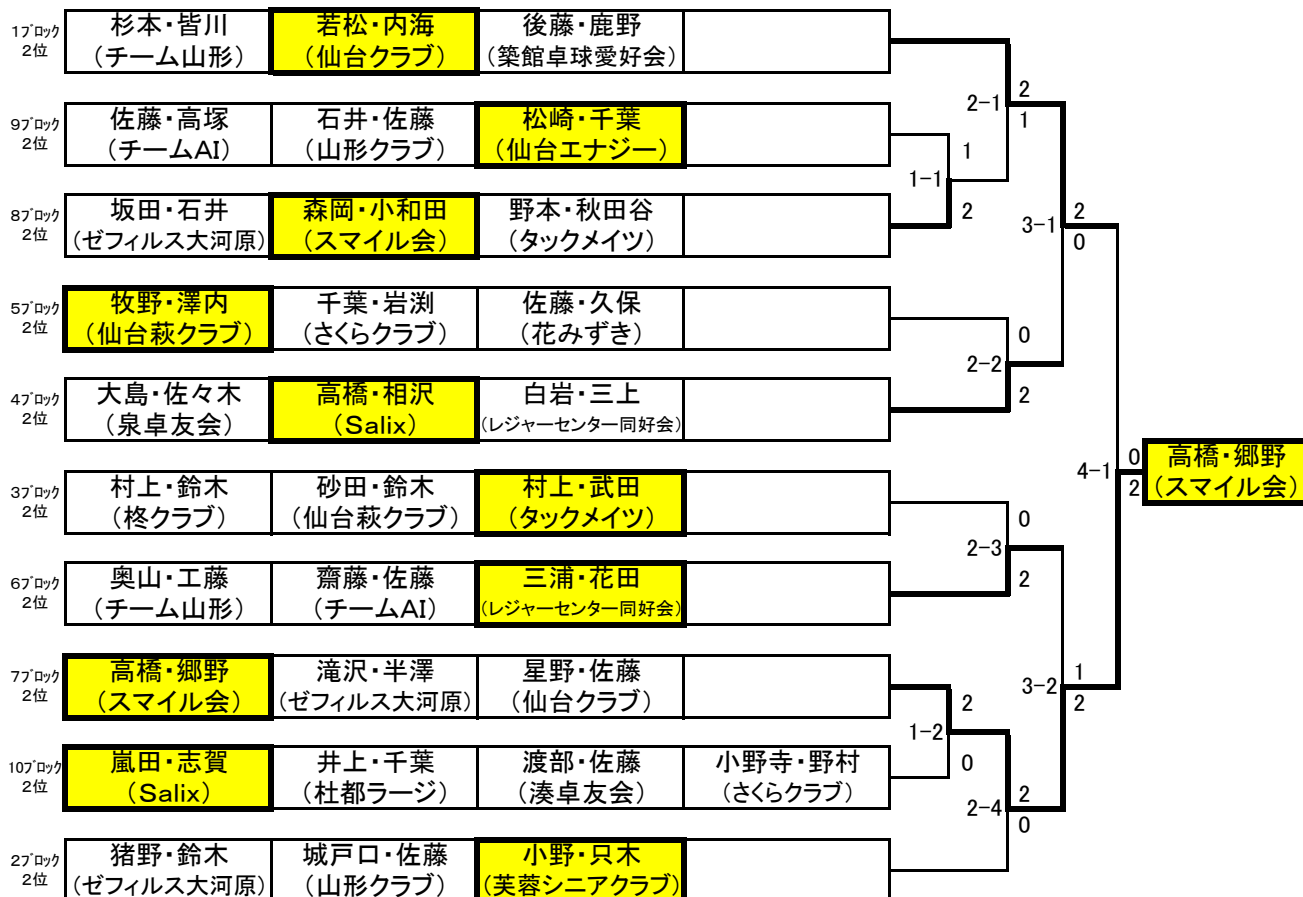 1ブロック
2位
杉本・皆川
(チーム山形)
若松・内海
(仙台クラブ)
後藤・鹿野
(築館卓球愛好会)
9ブロック
2位
佐藤・高塚
(チームAI)
石井・佐藤
(山形クラブ)
松崎・千葉
(仙台エナジー)
8ブロック
2位
坂田・石井
(ゼフィルス大河原)
森岡・小和田
(スマイル会)
野本・秋田谷
(タックメイツ)
5ブロック
2位
牧野・澤内
(仙台萩クラブ)
千葉・岩渕
(さくらクラブ)
佐藤・久保
(花みずき)
4ブロック
2位
大島・佐々木
(泉卓友会)
高橋・相沢
(Salix)
白岩・三上
(レジャーセンター同好会)
3ブロック
2位
村上・鈴木
(柊クラブ)
砂田・鈴木
(仙台萩クラブ)
村上・武田
(タックメイツ)
6ブロック
2位
奥山・工藤
(チーム山形)
齋藤・佐藤
(チームAI)
三浦・花田
(レジャーセンター同好会)
7ブロック
2位
高橋・郷野
(スマイル会)
滝沢・半澤
(ゼフィルス大河原)
星野・佐藤
(仙台クラブ)
10ブロック
2位
嵐田・志賀
(Salix)
井上・千葉
(杜都ラージ)
渡部・佐藤
(湊卓友会)
小野寺・野村
(さくらクラブ)
2ブロック
2位
猪野・鈴木
(ゼフィルス大河原)
城戸口・佐藤
(山形クラブ)
小野・只木
(芙蓉シニアクラブ)
1-1
1
2
1-2
2
0
2-1
2
1
2-2
0
2
2-3
0
2
2-4
2
0
3-1
2
0
3-2
1
2
4-1
0
2
高橋・郷野
(スマイル会)